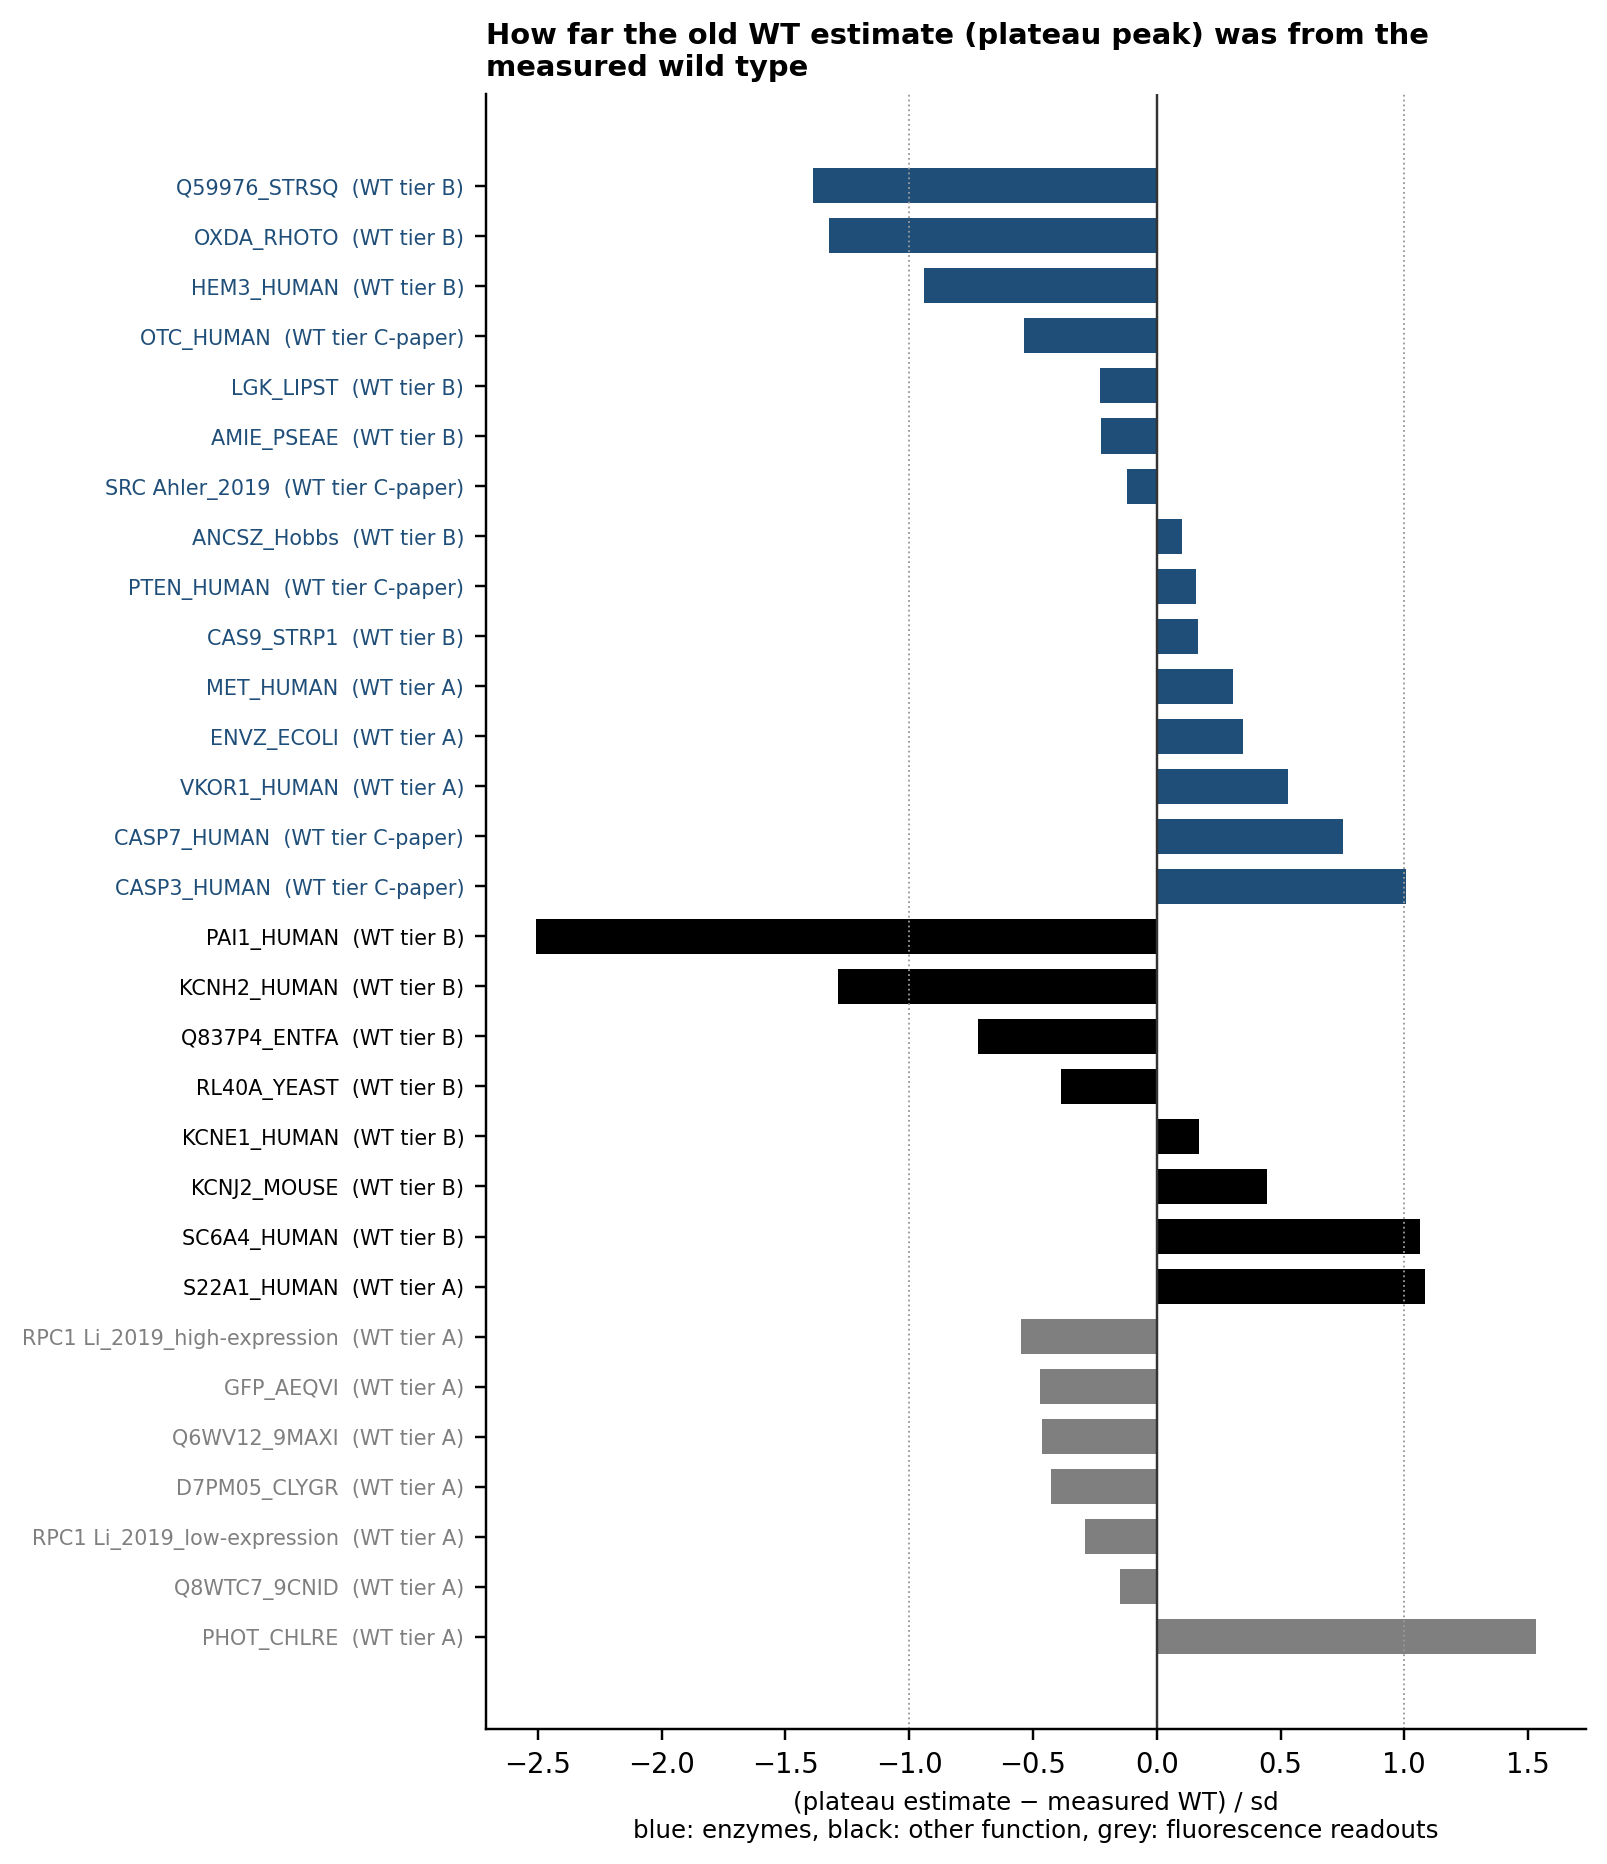 How far the old WT estimate (plateau peak) was from the
measured wild type
Q59976_STRSQ  (WT tier B)
OXDA_RHOTO  (WT tier B)
HEM3_HUMAN  (WT tier B)
OTC_HUMAN  (WT tier C-paper)
LGK_LIPST  (WT tier B)
AMIE_PSEAE  (WT tier B)
SRC Ahler_2019  (WT tier C-paper)
ANCSZ_Hobbs  (WT tier B)
PTEN_HUMAN  (WT tier C-paper)
CAS9_STRP1  (WT tier B)
MET_HUMAN  (WT tier A)
ENVZ_ECOLI  (WT tier A)
VKOR1_HUMAN  (WT tier A)
CASP7_HUMAN  (WT tier C-paper)
CASP3_HUMAN  (WT tier C-paper)
PAI1_HUMAN  (WT tier B)
KCNH2_HUMAN  (WT tier B)
Q837P4_ENTFA  (WT tier B)
RL40A_YEAST  (WT tier B)
KCNE1_HUMAN  (WT tier B)
KCNJ2_MOUSE  (WT tier B)
SC6A4_HUMAN  (WT tier B)
S22A1_HUMAN  (WT tier A)
RPC1 Li_2019_high-expression  (WT tier A)
GFP_AEQVI  (WT tier A)
Q6WV12_9MAXI  (WT tier A)
D7PM05_CLYGR  (WT tier A)
RPC1 Li_2019_low-expression  (WT tier A)
Q8WTC7_9CNID  (WT tier A)
PHOT_CHLRE  (WT tier A)
−2.5 −2.0 −1.5 −1.0 −0.5 0.0 0.5 1.0 1.5
(plateau estimate − measured WT) / sd
blue: enzymes, black: other function, grey: fluorescence readouts